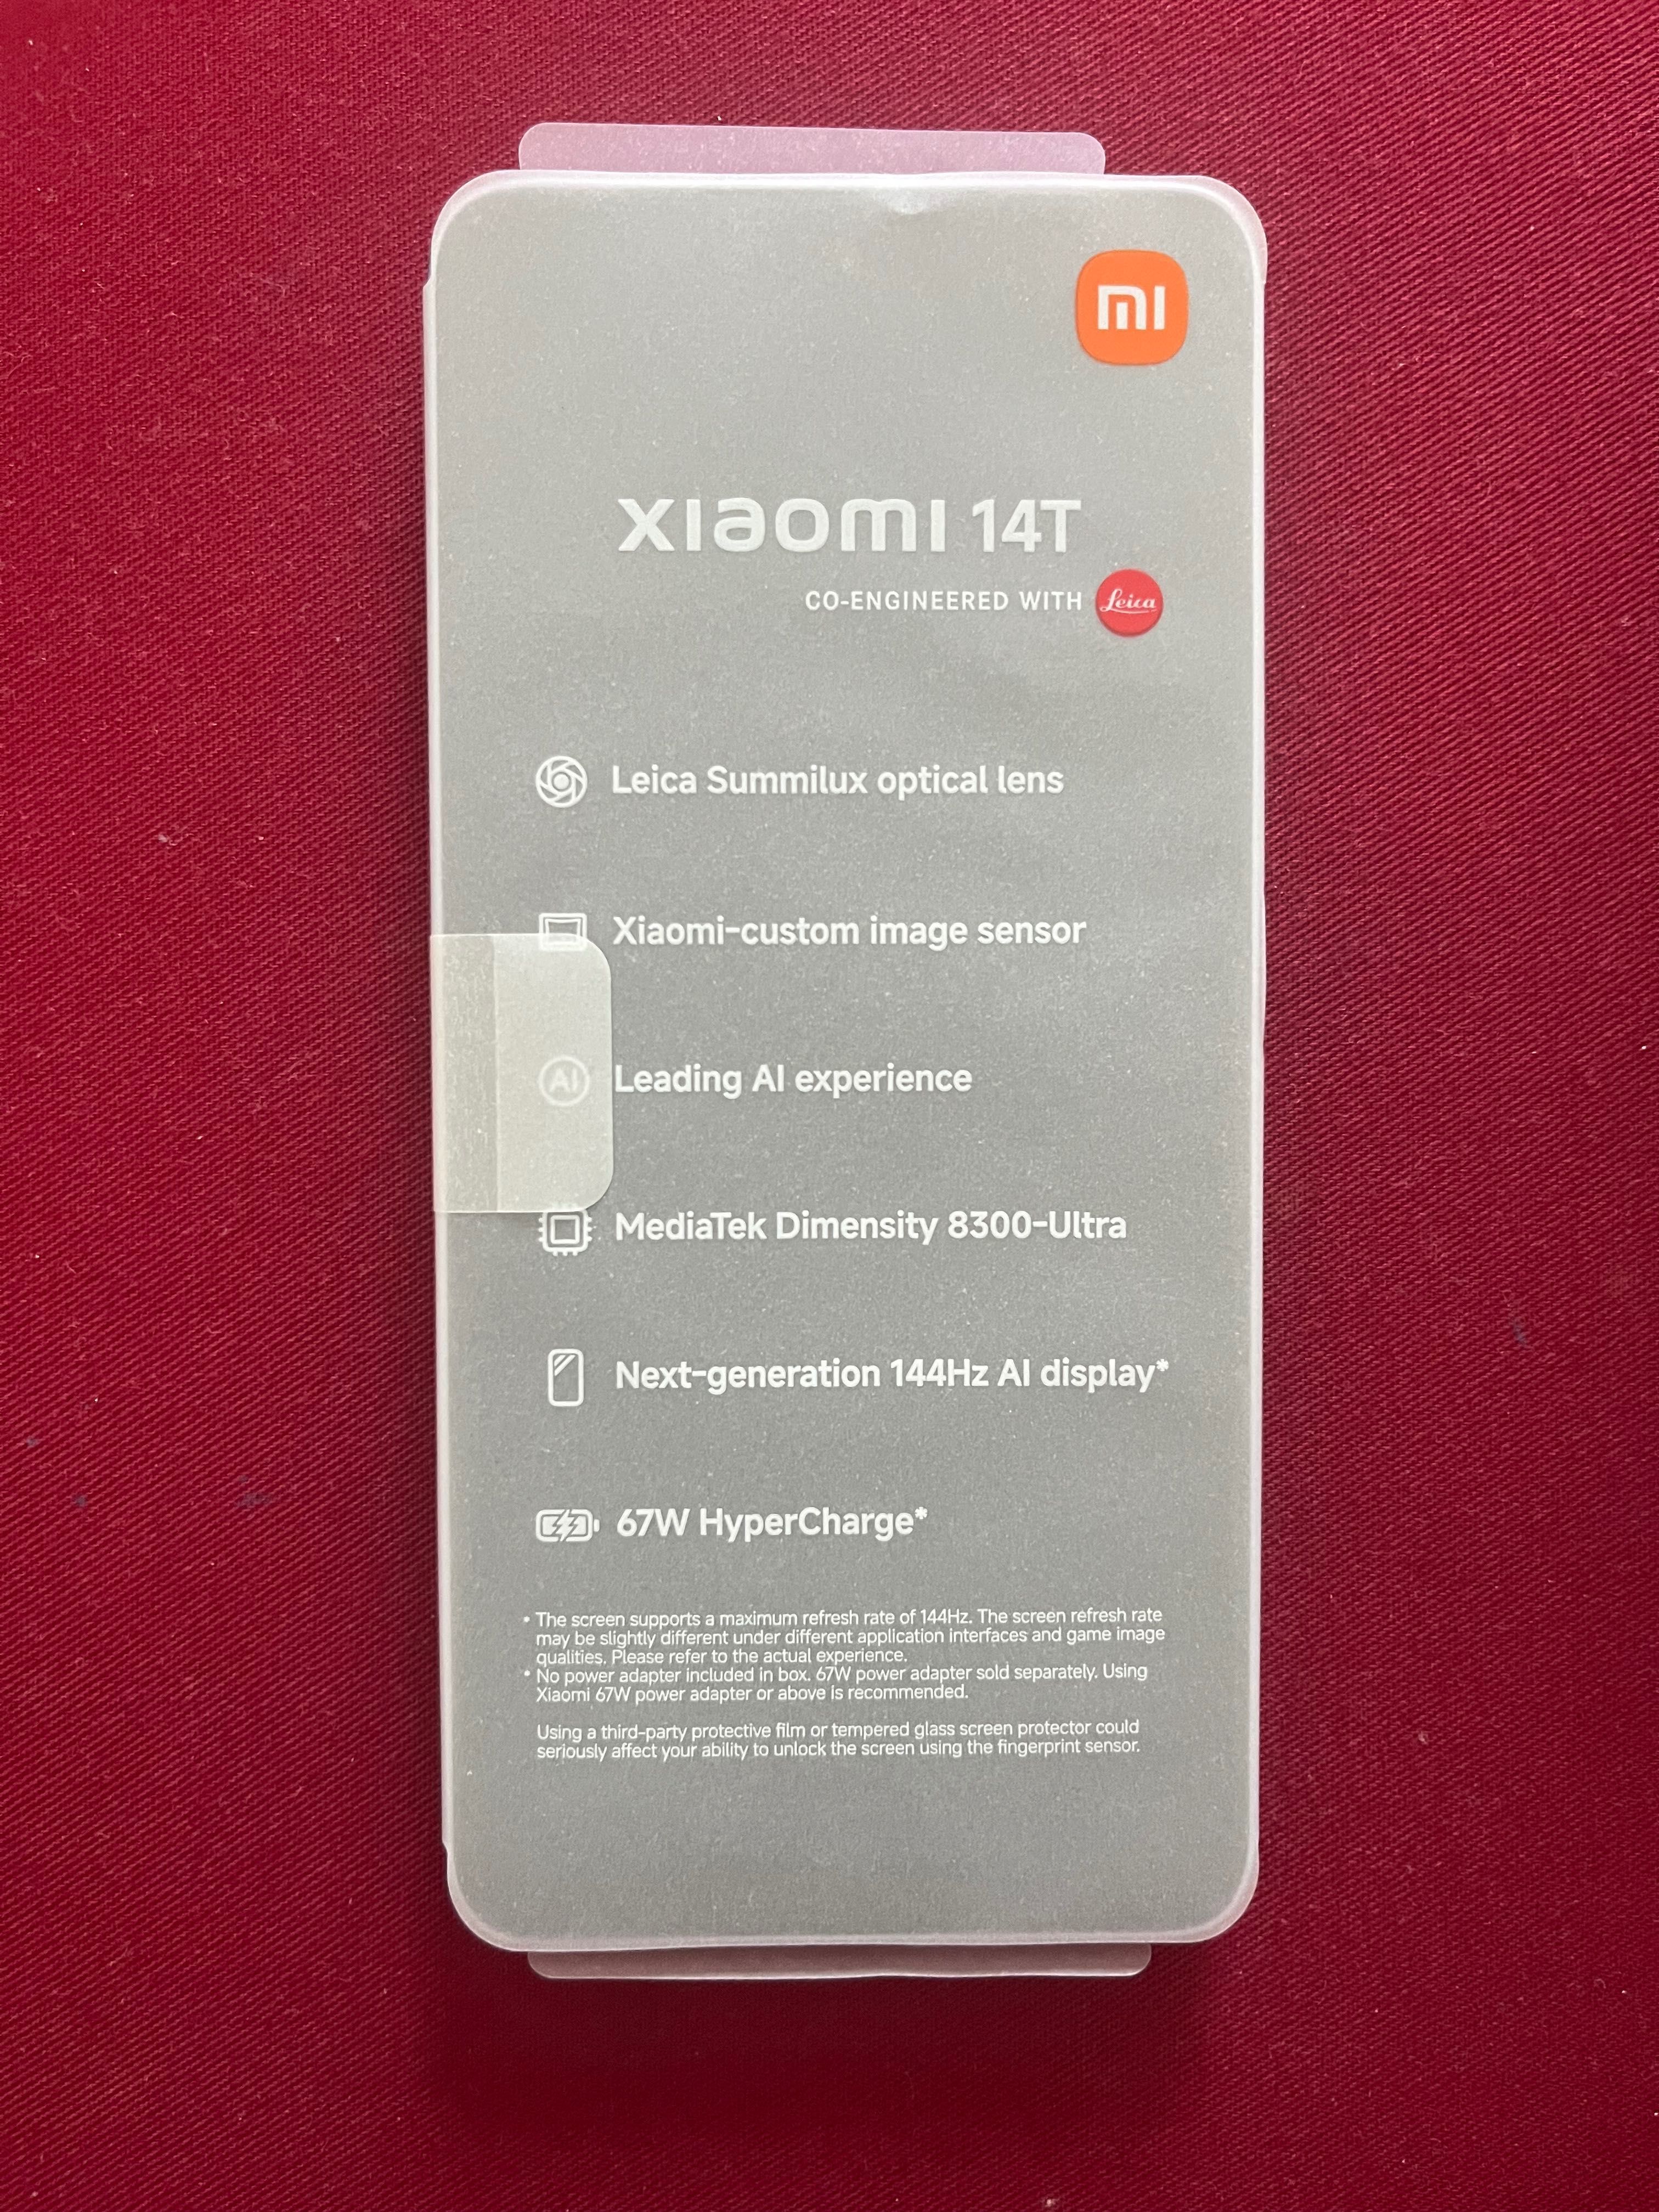 mi
xiaomi 14T
CO-ENGINEERED WITH Leica
Leica Summilux optical lens
Xiaomi-custom image sensor
AI Leading AI experience
MediaTek Dimensity 8300-Ultra
Next-generation 144Hz AI display*
67W HyperCharge*
* The screen supports a maximum refresh rate of 144Hz. The screen refresh rate
may be slightly different under different application interfaces and game image
qualities. Please refer to the actual experience.
* No power adapter included in box. 67W power adapter sold separately. Using
Xiaomi 67W power adapter or above is recommended.
Using a third-party protective film or tempered glass screen protector could
seriously affect your ability to unlock the screen using the fingerprint sensor.